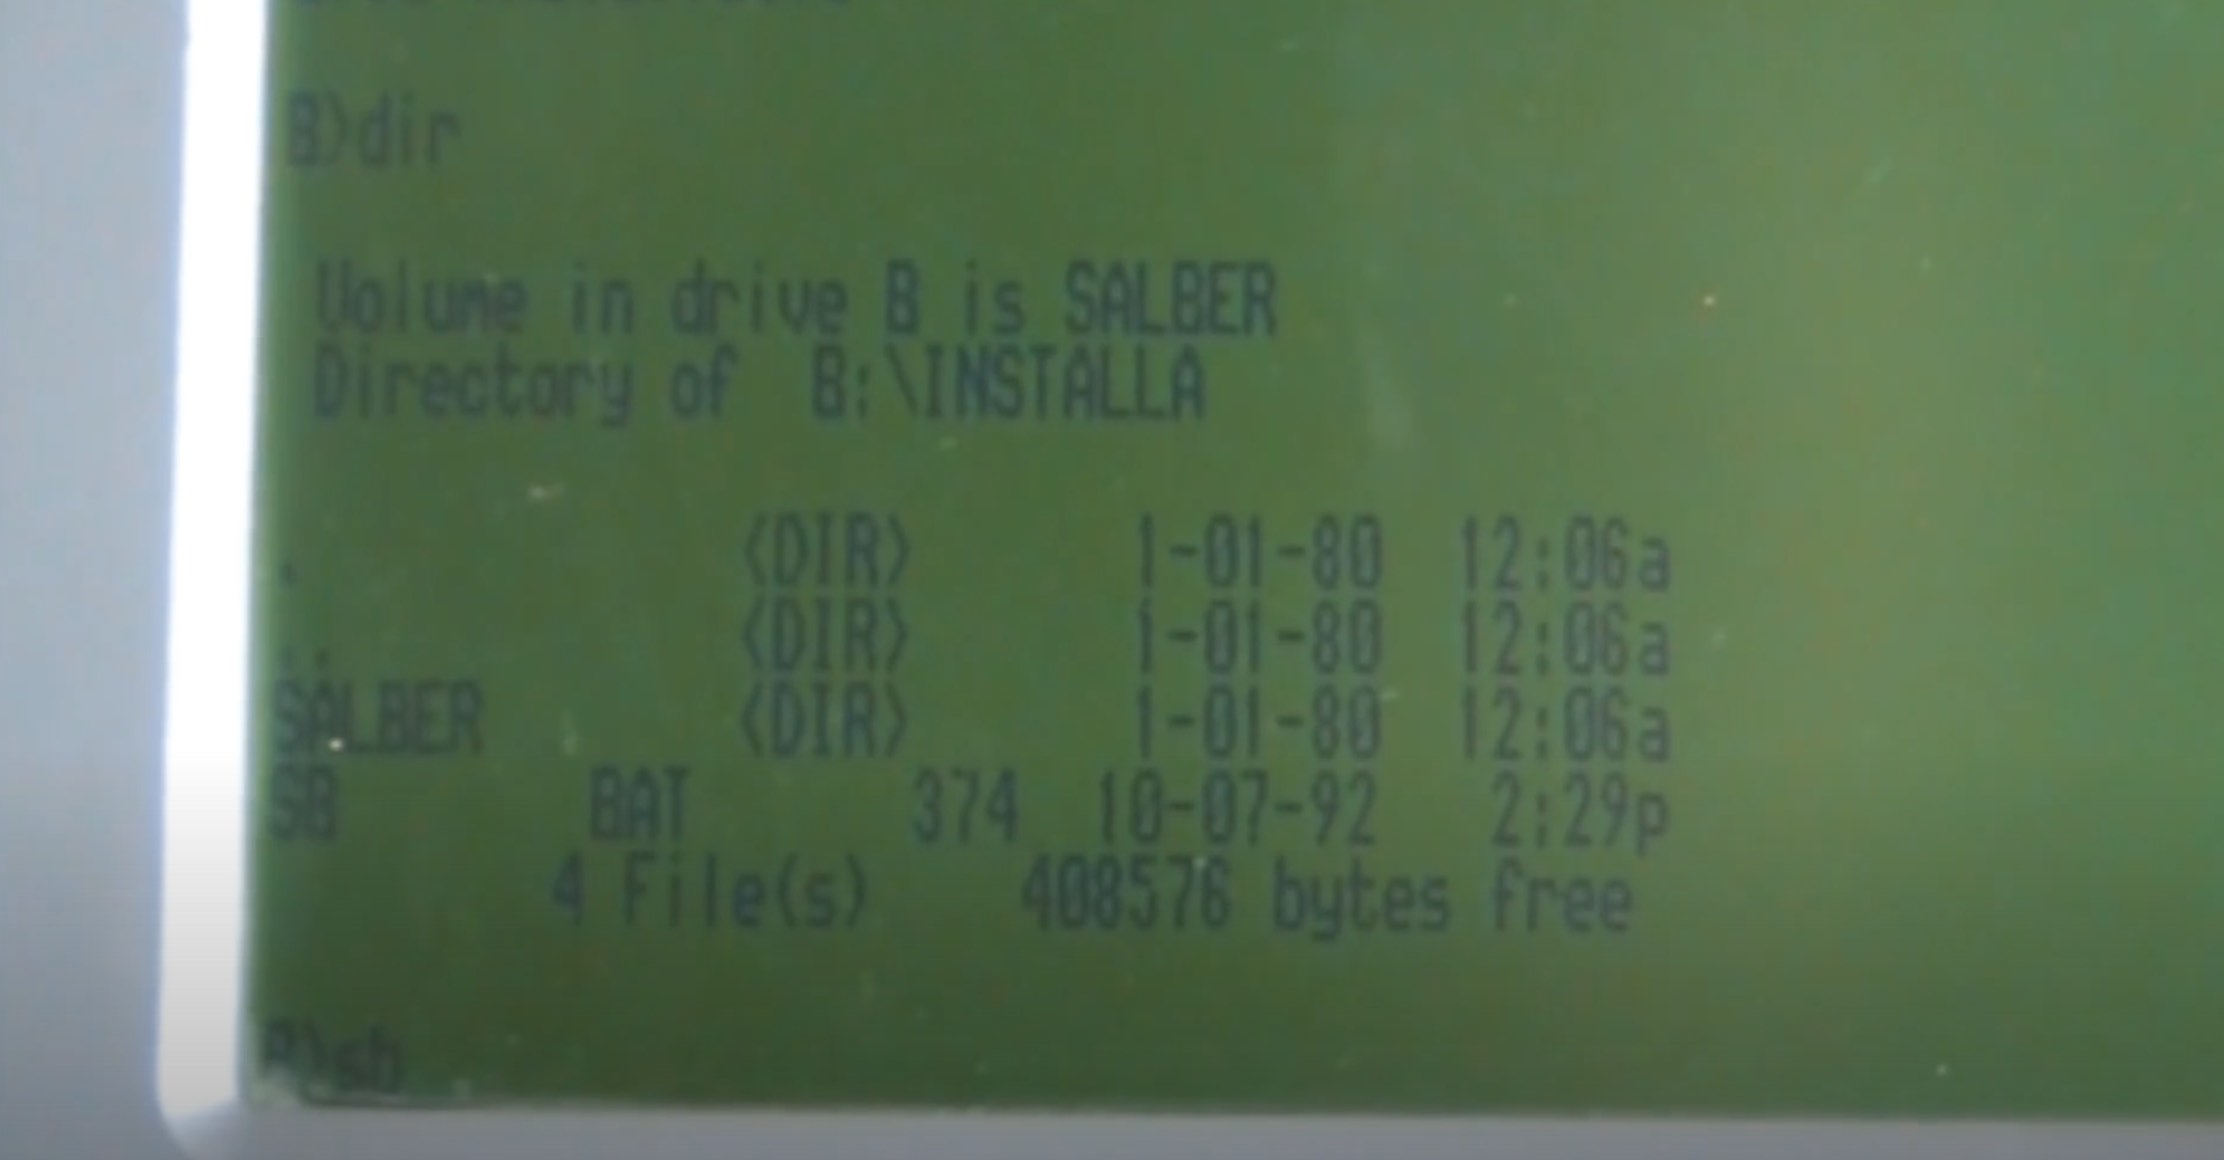 B>dir
Volume in drive B is SALBER
Directory of  B:\INSTALLA
.            <DIR>      1-01-80  12:06a
..           <DIR>      1-01-80  12:06a
SALBER       <DIR>      1-01-80  12:06a
SB       BAT      374  10-07-92   2:29p
4 File(s)    408576 bytes free
B>sb